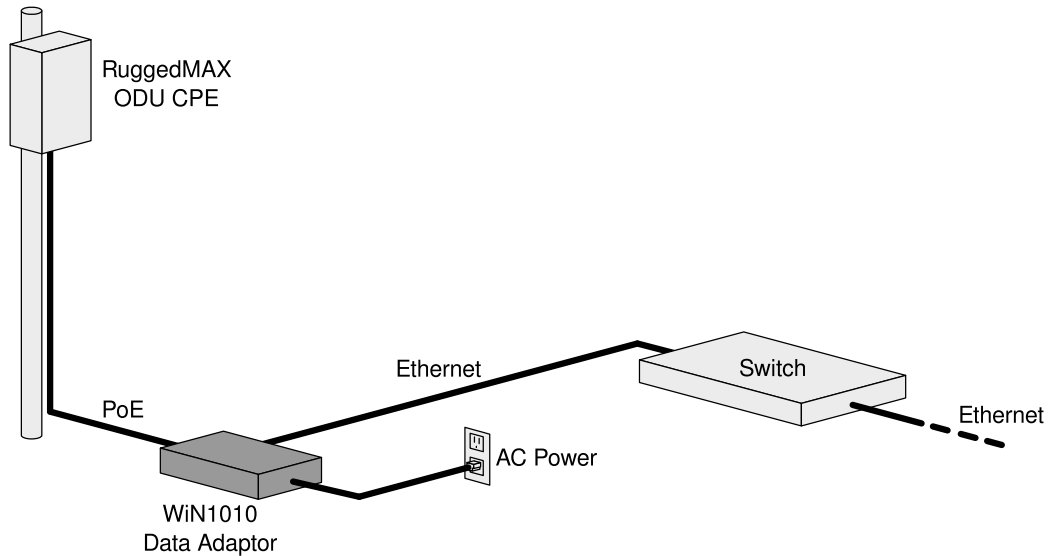 RuggedMAX
ODU CPE
Ethernet
Switch
PoE
Ethernet
AC Power
WiN1010
Data Adaptor